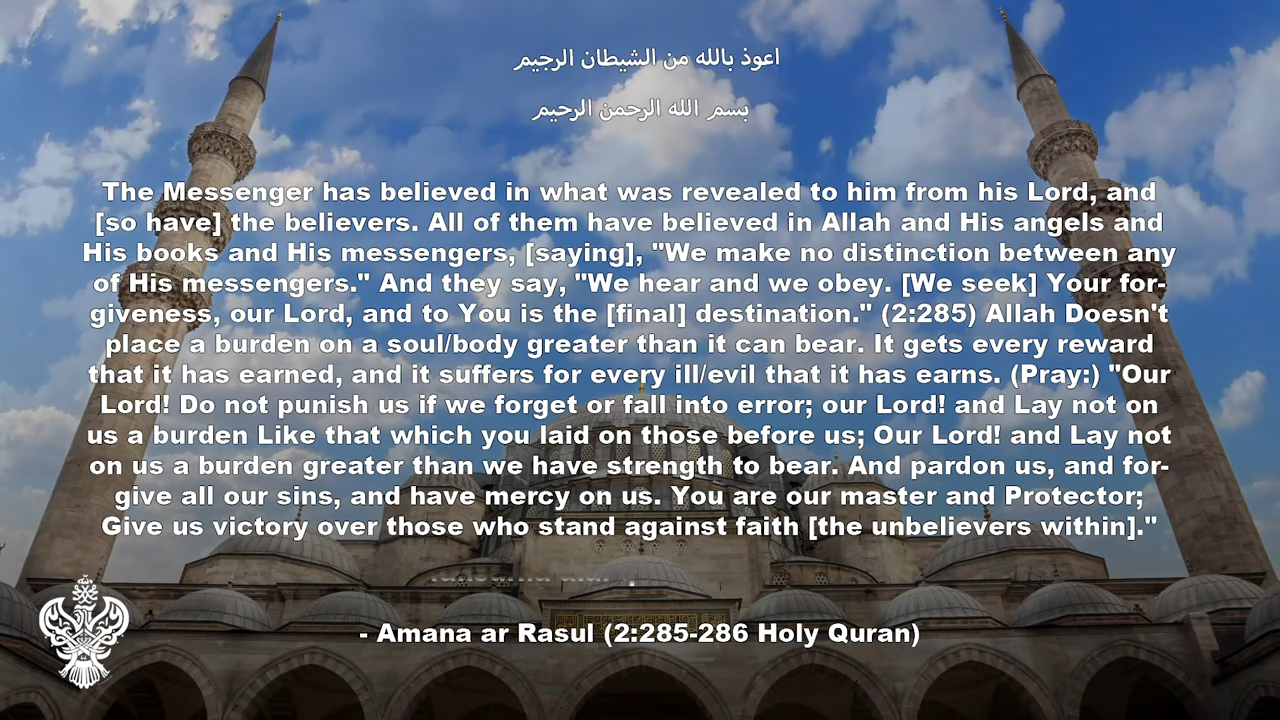 اعوذ بالله من الشيطان الرجيم
بسم الله الرحمن الرحيم
The Messenger has believed in what was revealed to him from his Lord, and
[so have] the believers. All of them have believed in Allah and His angels and
His books and His messengers, [saying], "We make no distinction between any
of His messengers." And they say, "We hear and we obey. [We seek] Your for-
giveness, our Lord, and to You is the [final] destination." (2:285) Allah Doesn't
place a burden on a soul/body greater than it can bear. It gets every reward
that it has earned, and it suffers for every ill/evil that it has earns. (Pray:) "Our
Lord! Do not punish us if we forget or fall into error; our Lord! and Lay not on
us a burden Like that which you laid on those before us; Our Lord! and Lay not
on us a burden greater than we have strength to bear. And pardon us, and for-
give all our sins, and have mercy on us. You are our master and Protector;
Give us victory over those who stand against faith [the unbelievers within]."
- Amana ar Rasul (2:285-286 Holy Quran)